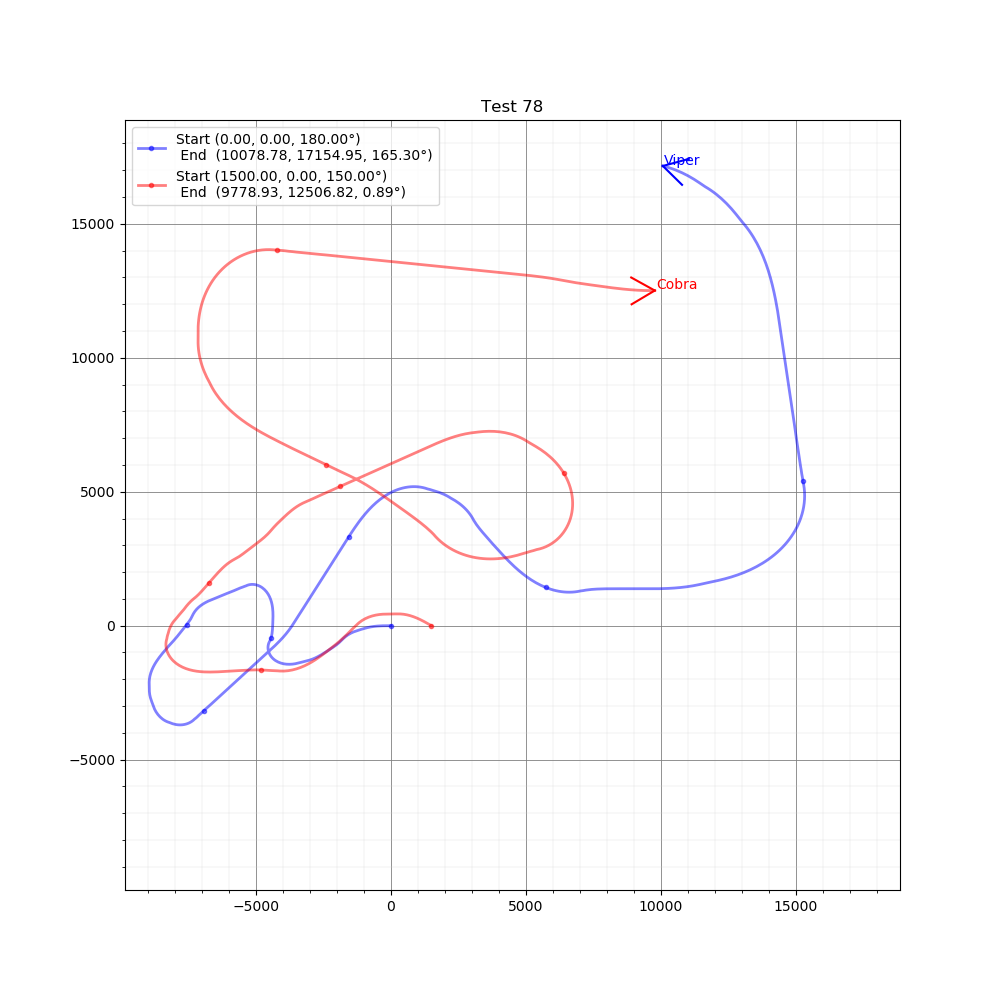 Test 78
Start (0.00, 0.00, 180.00°)
End (10078.78, 17154.95, 165.30°)
Start (1500.00, 0.00, 150.00°)
End (9778.93, 12506.82, 0.89°)
Viper
Cobra
15000
10000
5000
0
−5000
−5000
0
5000
10000
15000